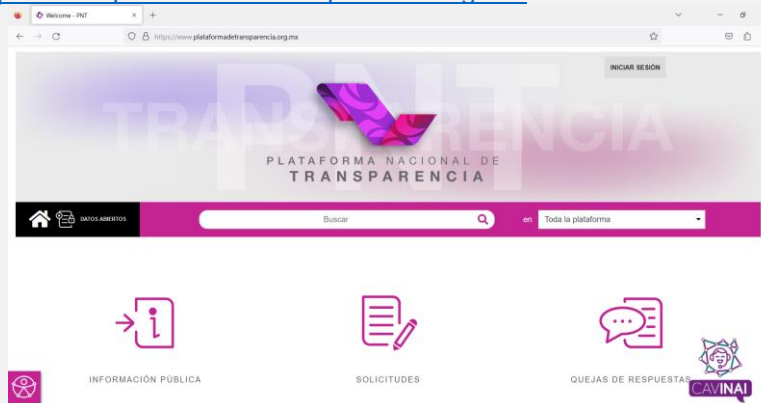 Welcome - PNT
https://www.plataformadetransparencia.org.mx
INICIAR SESIÓN
PNT
TRANSPARENCIA
PLATAFORMA NACIONAL DE
TRANSPARENCIA
DATOS ABIERTOS
Buscar
en
Toda la plataforma
INFORMACIÓN PÚBLICA
SOLICITUDES
QUEJAS DE RESPUESTAS
CAVINAI